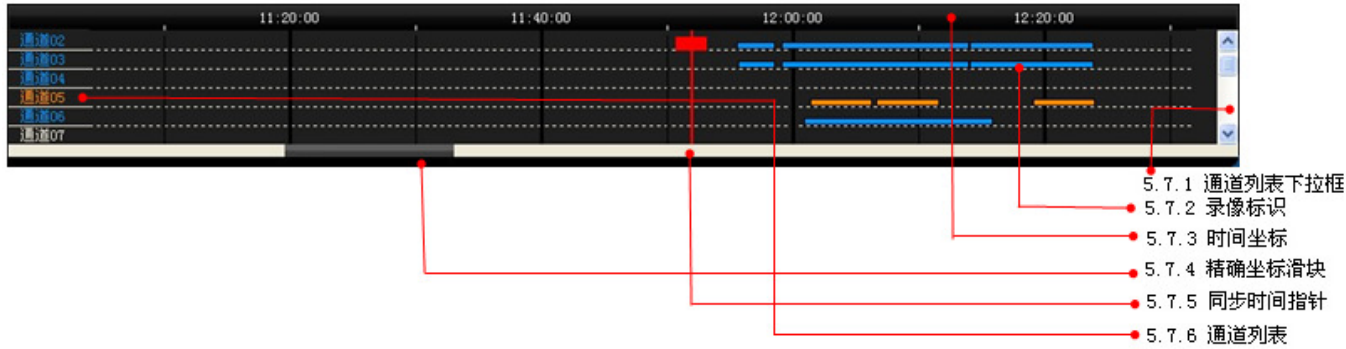 11:20:00 11:40:00 12:00:00 12:20:00
通道02
通道03
通道04
通道05
通道06
通道07
5.7.1 通道列表下拉框
5.7.2 录像标识
5.7.3 时间坐标
5.7.4 精确坐标滑块
5.7.5 同步时间指针
5.7.6 通道列表